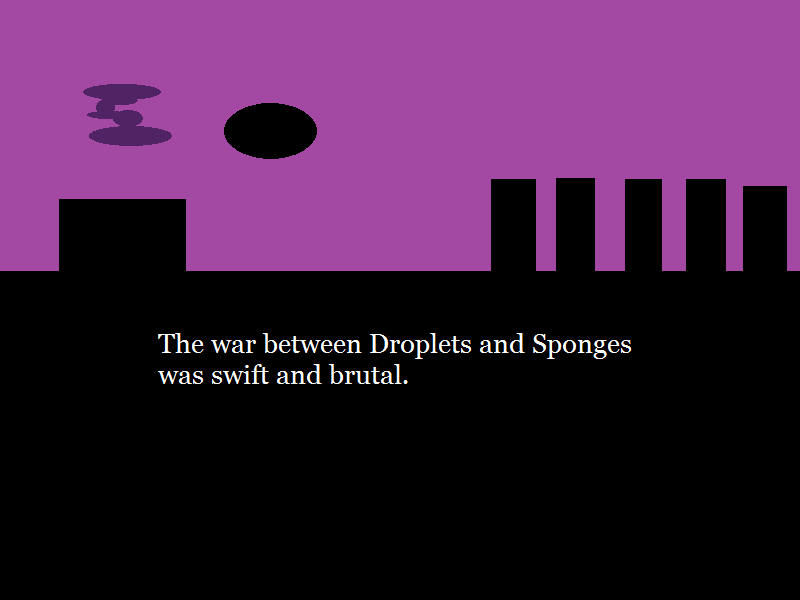 The war between Droplets and Sponges
was swift and brutal.